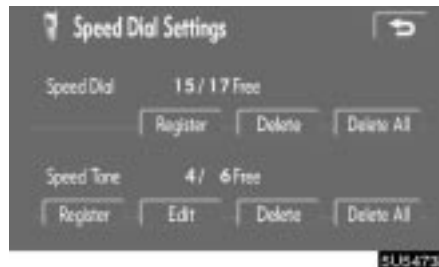 Speed Dial Settings
Speed Dial 15/17 Free
Register Delete Delete All
Speed Tone 4/ 6 Free
Register Edit Delete Delete All
5U5473